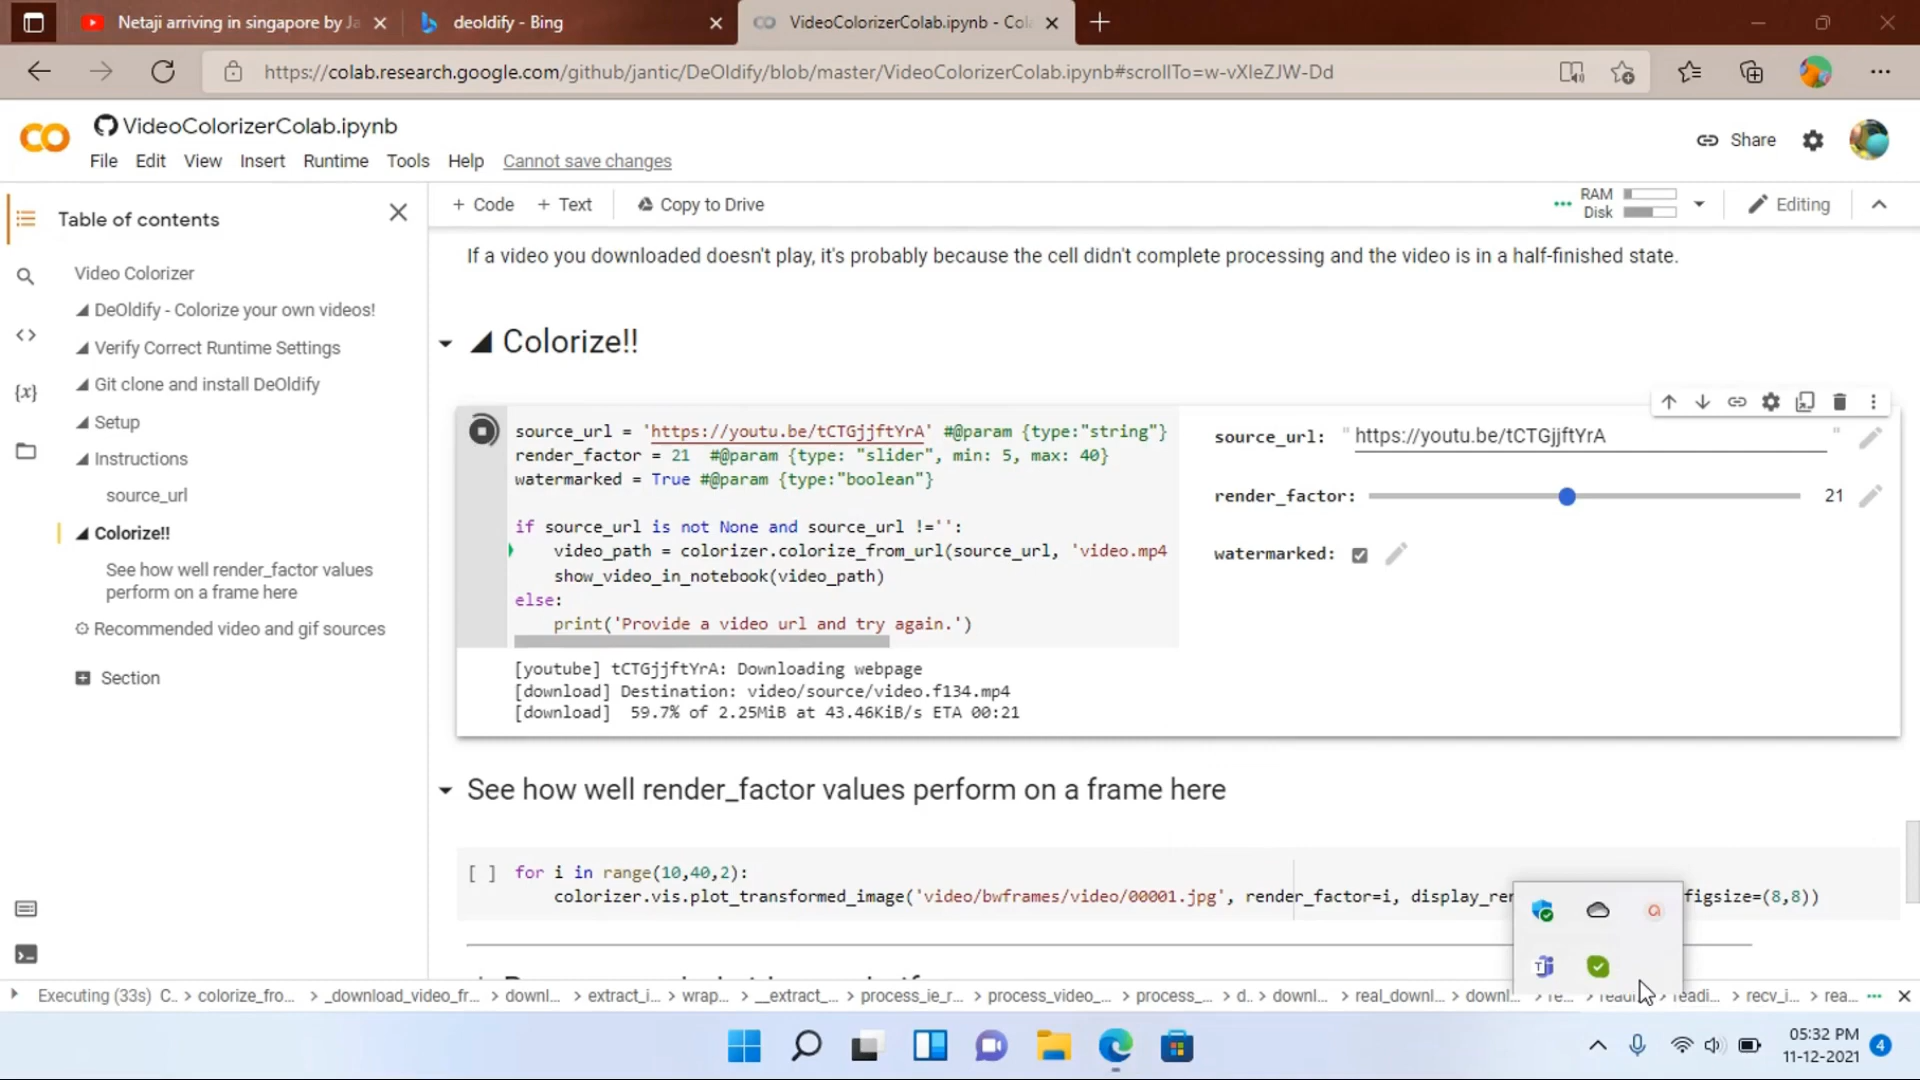 Netaji arriving in singapore by Ja
deoldify - Bing
VideoColorizerColab.ipynb - Col
https://colab.research.google.com/github/jantic/DeOldify/blob/master/VideoColorizerColab.ipynb#scrollTo=w-vXIeZJW-Dd
VideoColorizerColab.ipynb
File Edit View Insert Runtime Tools Help Cannot save changes
Share
Table of contents
+ Code + Text Copy to Drive
RAM
Disk
Editing
Video Colorizer
DeOldify - Colorize your own videos!
Verify Correct Runtime Settings
Git clone and install DeOldify
Setup
Instructions
source_url
Colorize!!
See how well render_factor values
perform on a frame here
Recommended video and gif sources
Section
If a video you downloaded doesn't play, it's probably because the cell didn't complete processing and the video is in a half-finished state.
Colorize!!
source_url = 'https://youtu.be/tCTGjjftYrA' #@param {type:"string"}
render_factor = 21 #@param {type: "slider", min: 5, max: 40}
watermarked = True #@param {type:"boolean"}
if source_url is not None and source_url !='':
video_path = colorizer.colorize_from_url(source_url, 'video.mp4
show_video_in_notebook(video_path)
else:
print('Provide a video url and try again.')
source_url: " https://youtu.be/tCTGjjftYrA "
render_factor: 21
watermarked:
[youtube] tCTGjjftYrA: Downloading webpage
[download] Destination: video/source/video.f134.mp4
[download] 59.7% of 2.25MiB at 43.46KiB/s ETA 00:21
See how well render_factor values perform on a frame here
[ ] for i in range(10,40,2):
colorizer.vis.plot_transformed_image('video/bwframes/video/00001.jpg', render_factor=i, display_ren figsize=(8,8))
Executing (33s) C... > colorize_fro... > _download_video_fr... > downl... > extract_i... > wrap... > __extract_... > process_ie_r... > process_video_... > process_... > d... > downl... > real_downl... > downl... > re... > readi... > readi... > recv_i... > rea...
05:32 PM
11-12-2021
4